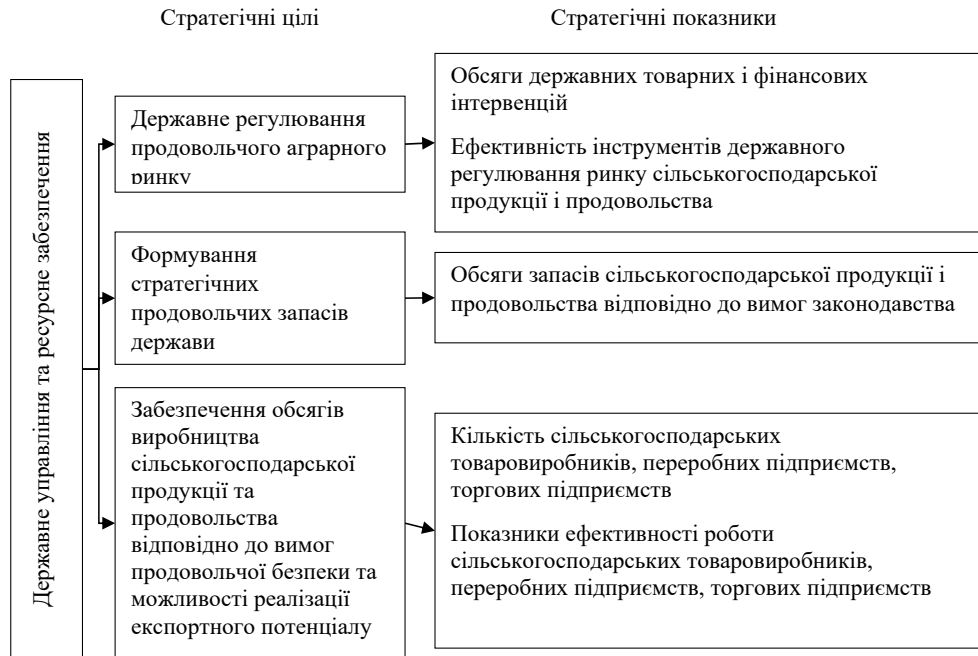 Стратегічні цілі
Стратегічні показники
Державне управління та ресурсне забезпечення
Державне регулювання
продовольчого аграрного
ринку
Обсяги державних товарних і фінансових
інтервенцій
Ефективність інструментів державного
регулювання ринку сільськогосподарської
продукції і продовольства
Формування
стратегічних
продовольчих запасів
держави
Обсяги запасів сільськогосподарської продукції і
продовольства відповідно до вимог законодавства
Забезпечення обсягів
виробництва
сільськогосподарської
продукції та
продовольства
відповідно до вимог
продовольчої безпеки та
можливості реалізації
експортного потенціалу
Кількість сільськогосподарських
товаровиробників, переробних підприємств,
торгових підприємств
Показники ефективності роботи
сільськогосподарських товаровиробників,
переробних підприємств, торгових підприємств